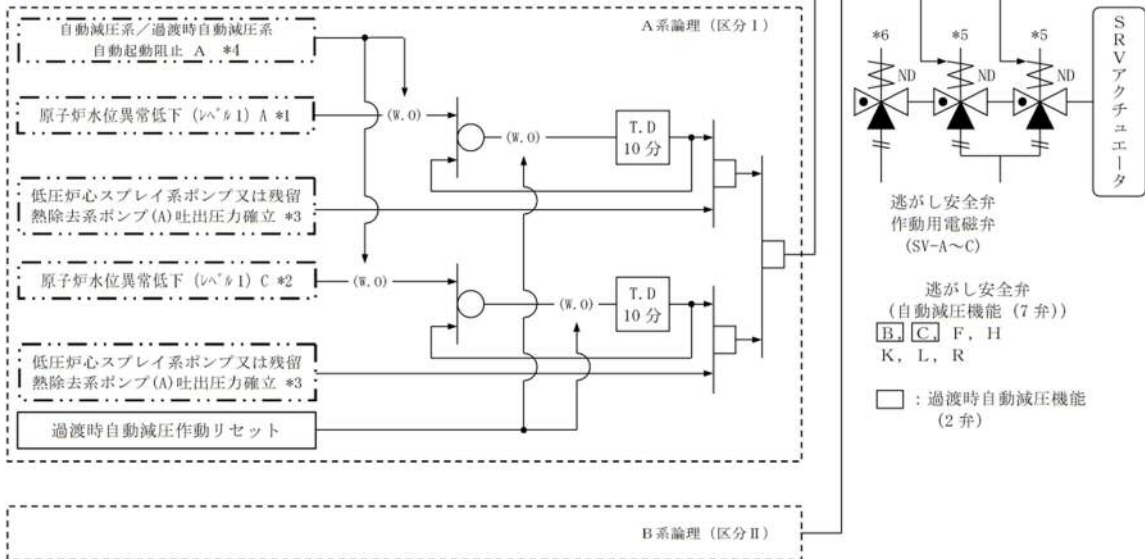 A系論理（区分Ⅰ）
自動減圧系／過渡時自動減圧系
自動起動阻止 A *4
原子炉水位異常低下（ﾚﾍﾞﾙ1）A *1
(W.O)
(W.O)
(W.O)
T.D
10分
低圧炉心スプレイ系ポンプ又は残留
熱除去系ポンプ(A)吐出圧力確立 *3
原子炉水位異常低下（ﾚﾍﾞﾙ1）C *2
(W.O)
(W.O)
T.D
10分
低圧炉心スプレイ系ポンプ又は残留
熱除去系ポンプ(A)吐出圧力確立 *3
過渡時自動減圧作動リセット
B系論理（区分Ⅱ）
*6
*5
*5
ND
ND
ND
SRVアクチュエータ
逃がし安全弁
作動用電磁弁
(SV-A～C)
逃がし安全弁
(自動減圧機能（7弁))
B, C, F, H
K, L, R
：過渡時自動減圧機能
(2弁)